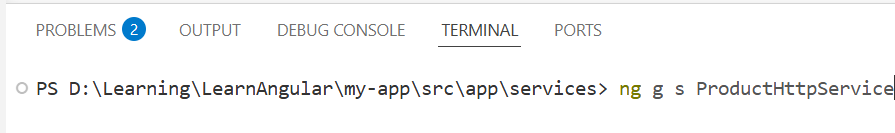 PROBLEMS 2 OUTPUT DEBUG CONSOLE TERMINAL PORTS
PS D:\Learning\LearnAngular\my-app\src\app\services> ng g s ProductHttpService